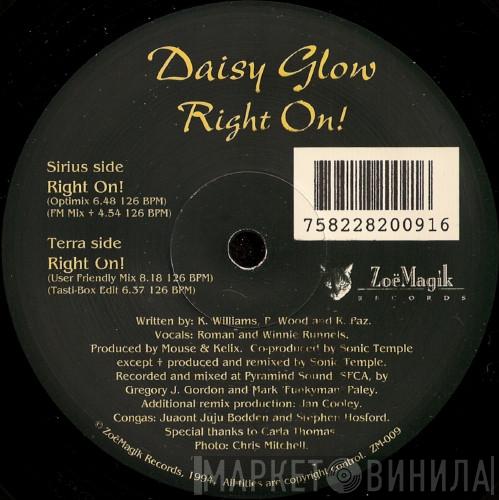 Daisy Glow
Right On!
Sirius side
Right On!
(Optimix 6.48 126 BPM)
(FM Mix + 4.54 126 BPM)
758228200916
Terra side
Right On!
(User Friendly Mix 8.18 126 BPM)
(Tasti-Box Edit 6.37 126 BPM)
ZoëMagik
RECORDS
Written by: K. Williams, P. Wood and K. Paz.
Vocals: Roman and Winnie Runnels.
Produced by Mouse & Kelix. Co-produced by Sonic Temple
except + produced and remixed by Sonic Temple.
Recorded and mixed at Pyramind Sound SFCA, by
Gregory J. Gordon and Mark 'Funkyman' Paley.
Additional remix production: Jan Cooley.
Congas: Juaont Juju Bodden and Stephen Hosford.
Special thanks to Carla Thomas
Photo: Chris Mitchell.
© ZoëMagik Records, 1994. All titles are copyright control. ZM-009
МАРКЕТОВИНИЛА